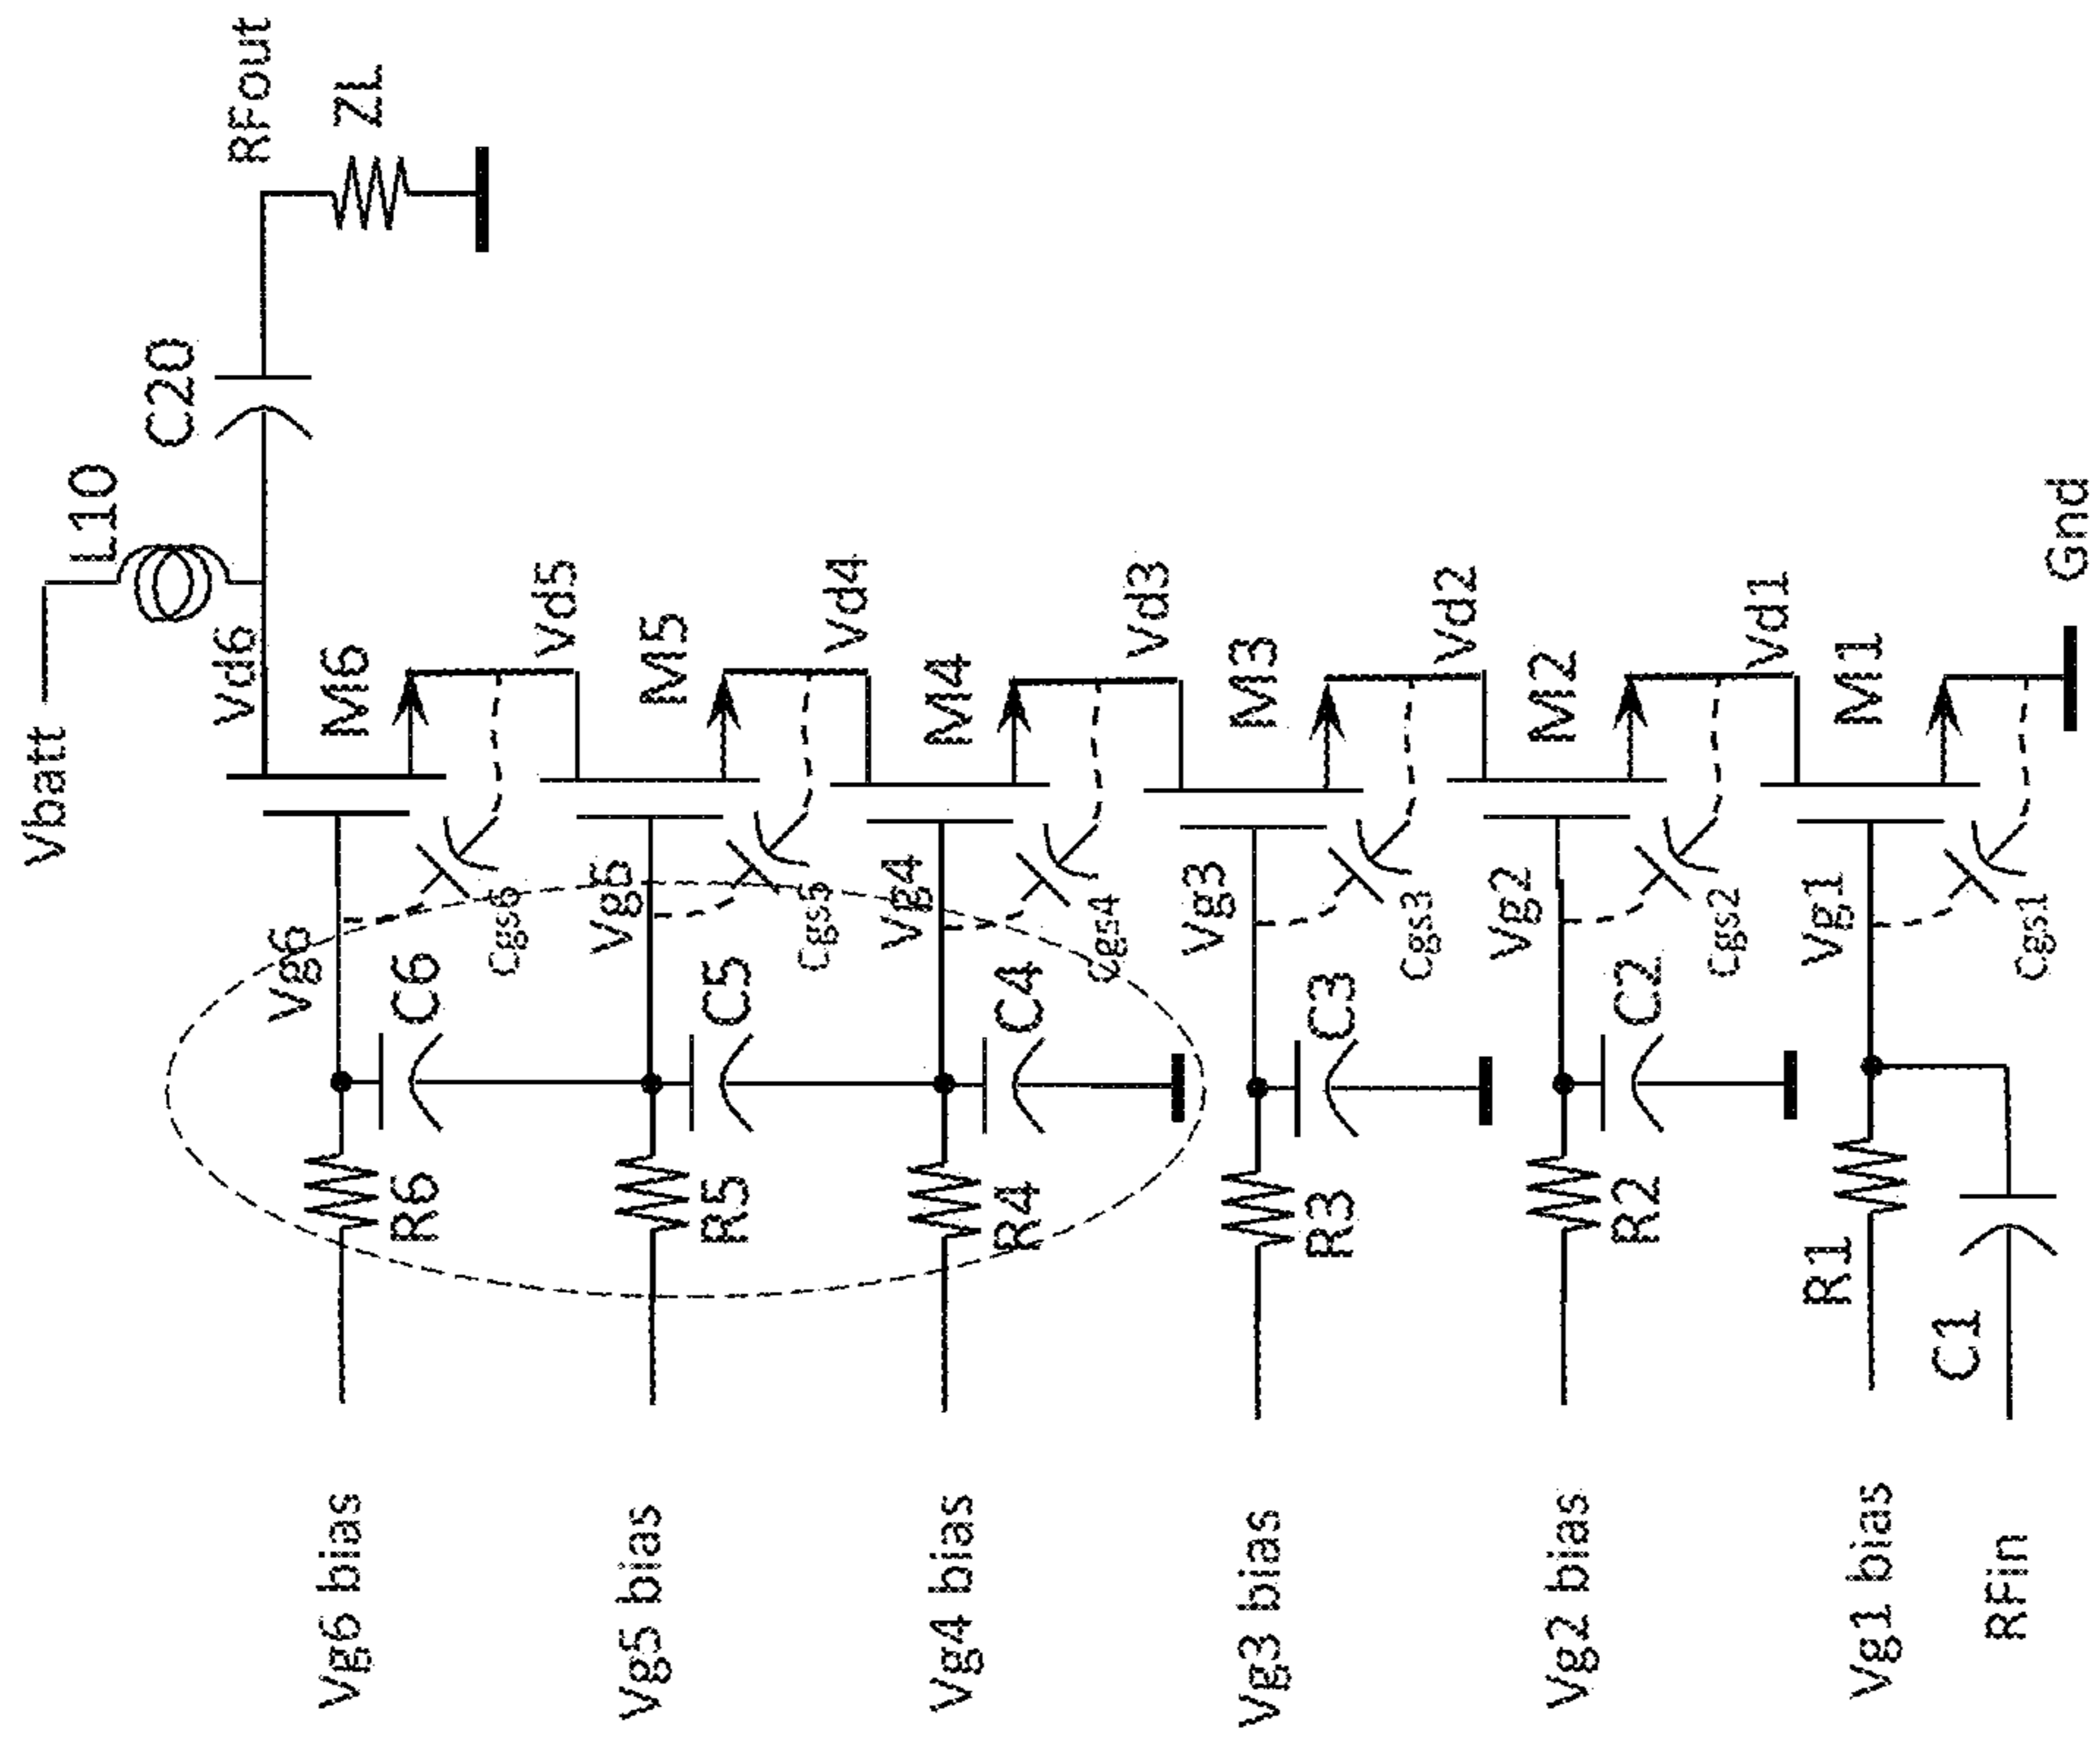 Vbatt
L10
C20
RFout
Vd6
ZL
Vg6
M6
Vg6 bias
R6
C6
Cgs6
Vd5
Vg5
M5
Vg5 bias
R5
C5
Cgs5
Vd4
Vg4
M4
Vg4 bias
R4
C4
Cgs4
Vd3
Vg3
M3
Vg3 bias
R3
C3
Cgs3
Vd2
Vg2
M2
Vg2 bias
R2
C2
Cgs2
Vd1
Vg1
M1
R1
Vg1 bias
C1
Cgs1
RFin
Gnd